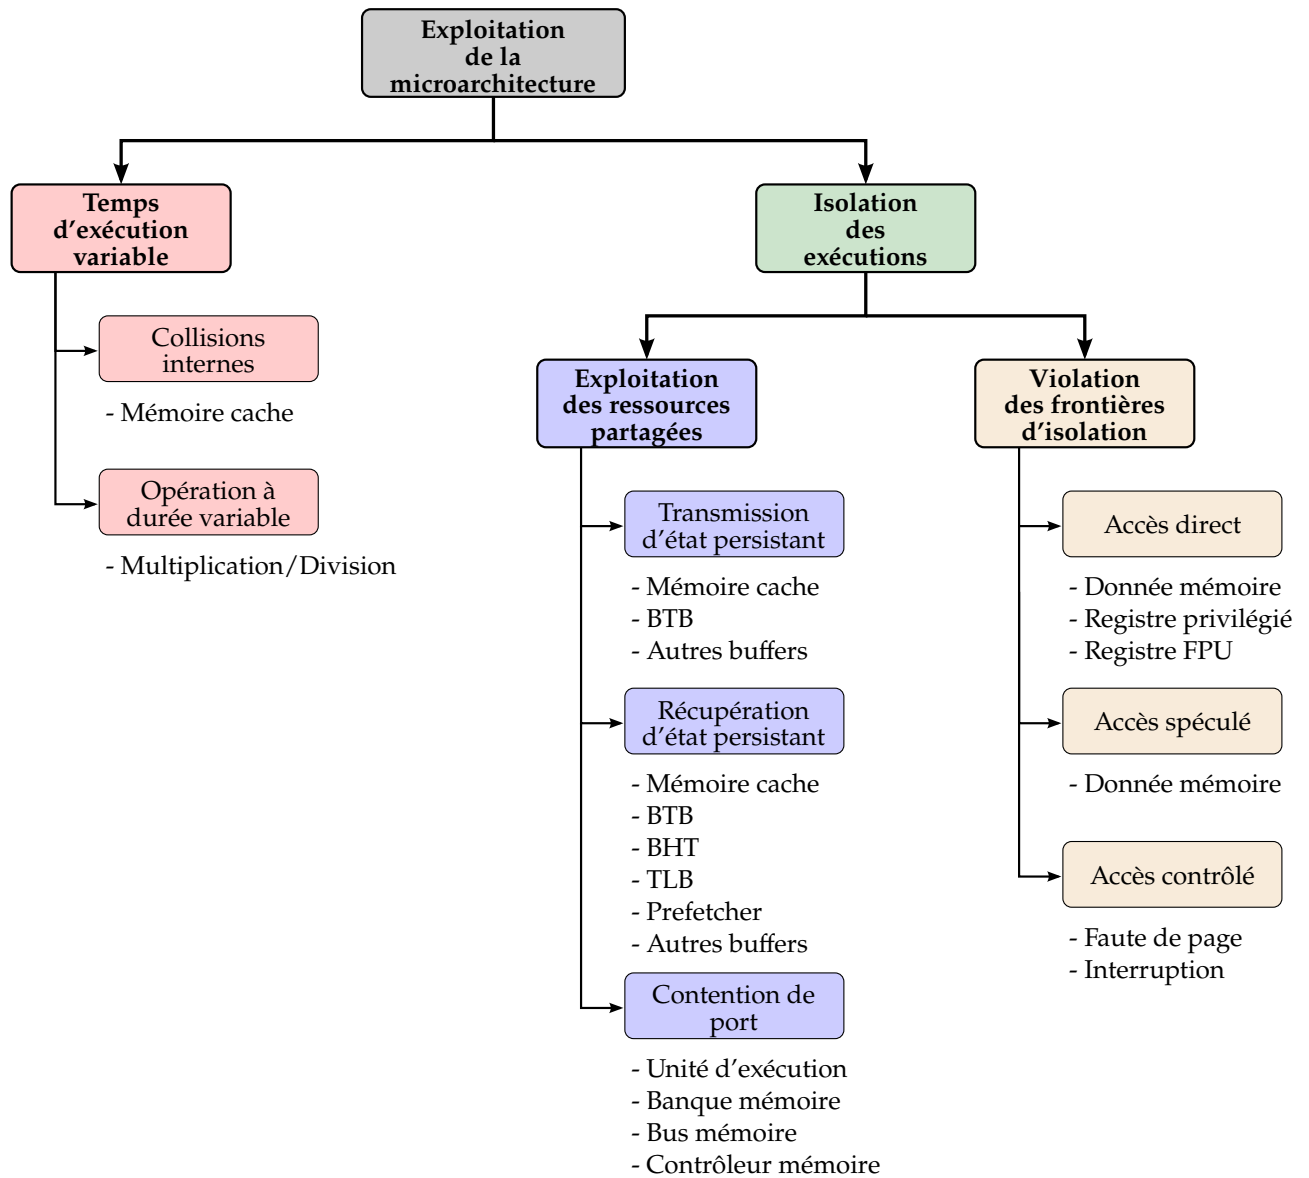 Exploitation
de la
microarchitecture
Temps
d'exécution
variable
Collisions
internes
- Mémoire cache
Opération à
durée variable
- Multiplication/Division
Isolation
des
exécutions
Exploitation
des ressources
partagées
Transmission
d'état persistant
- Mémoire cache
- BTB
- Autres buffers
Récupération
d'état persistant
- Mémoire cache
- BTB
- BHT
- TLB
- Prefetcher
- Autres buffers
Contention de
port
- Unité d'exécution
- Banque mémoire
- Bus mémoire
- Contrôleur mémoire
Violation
des frontières
d'isolation
Accès direct
- Donnée mémoire
- Registre privilégié
- Registre FPU
Accès spéculé
- Donnée mémoire
Accès contrôlé
- Faute de page
- Interruption